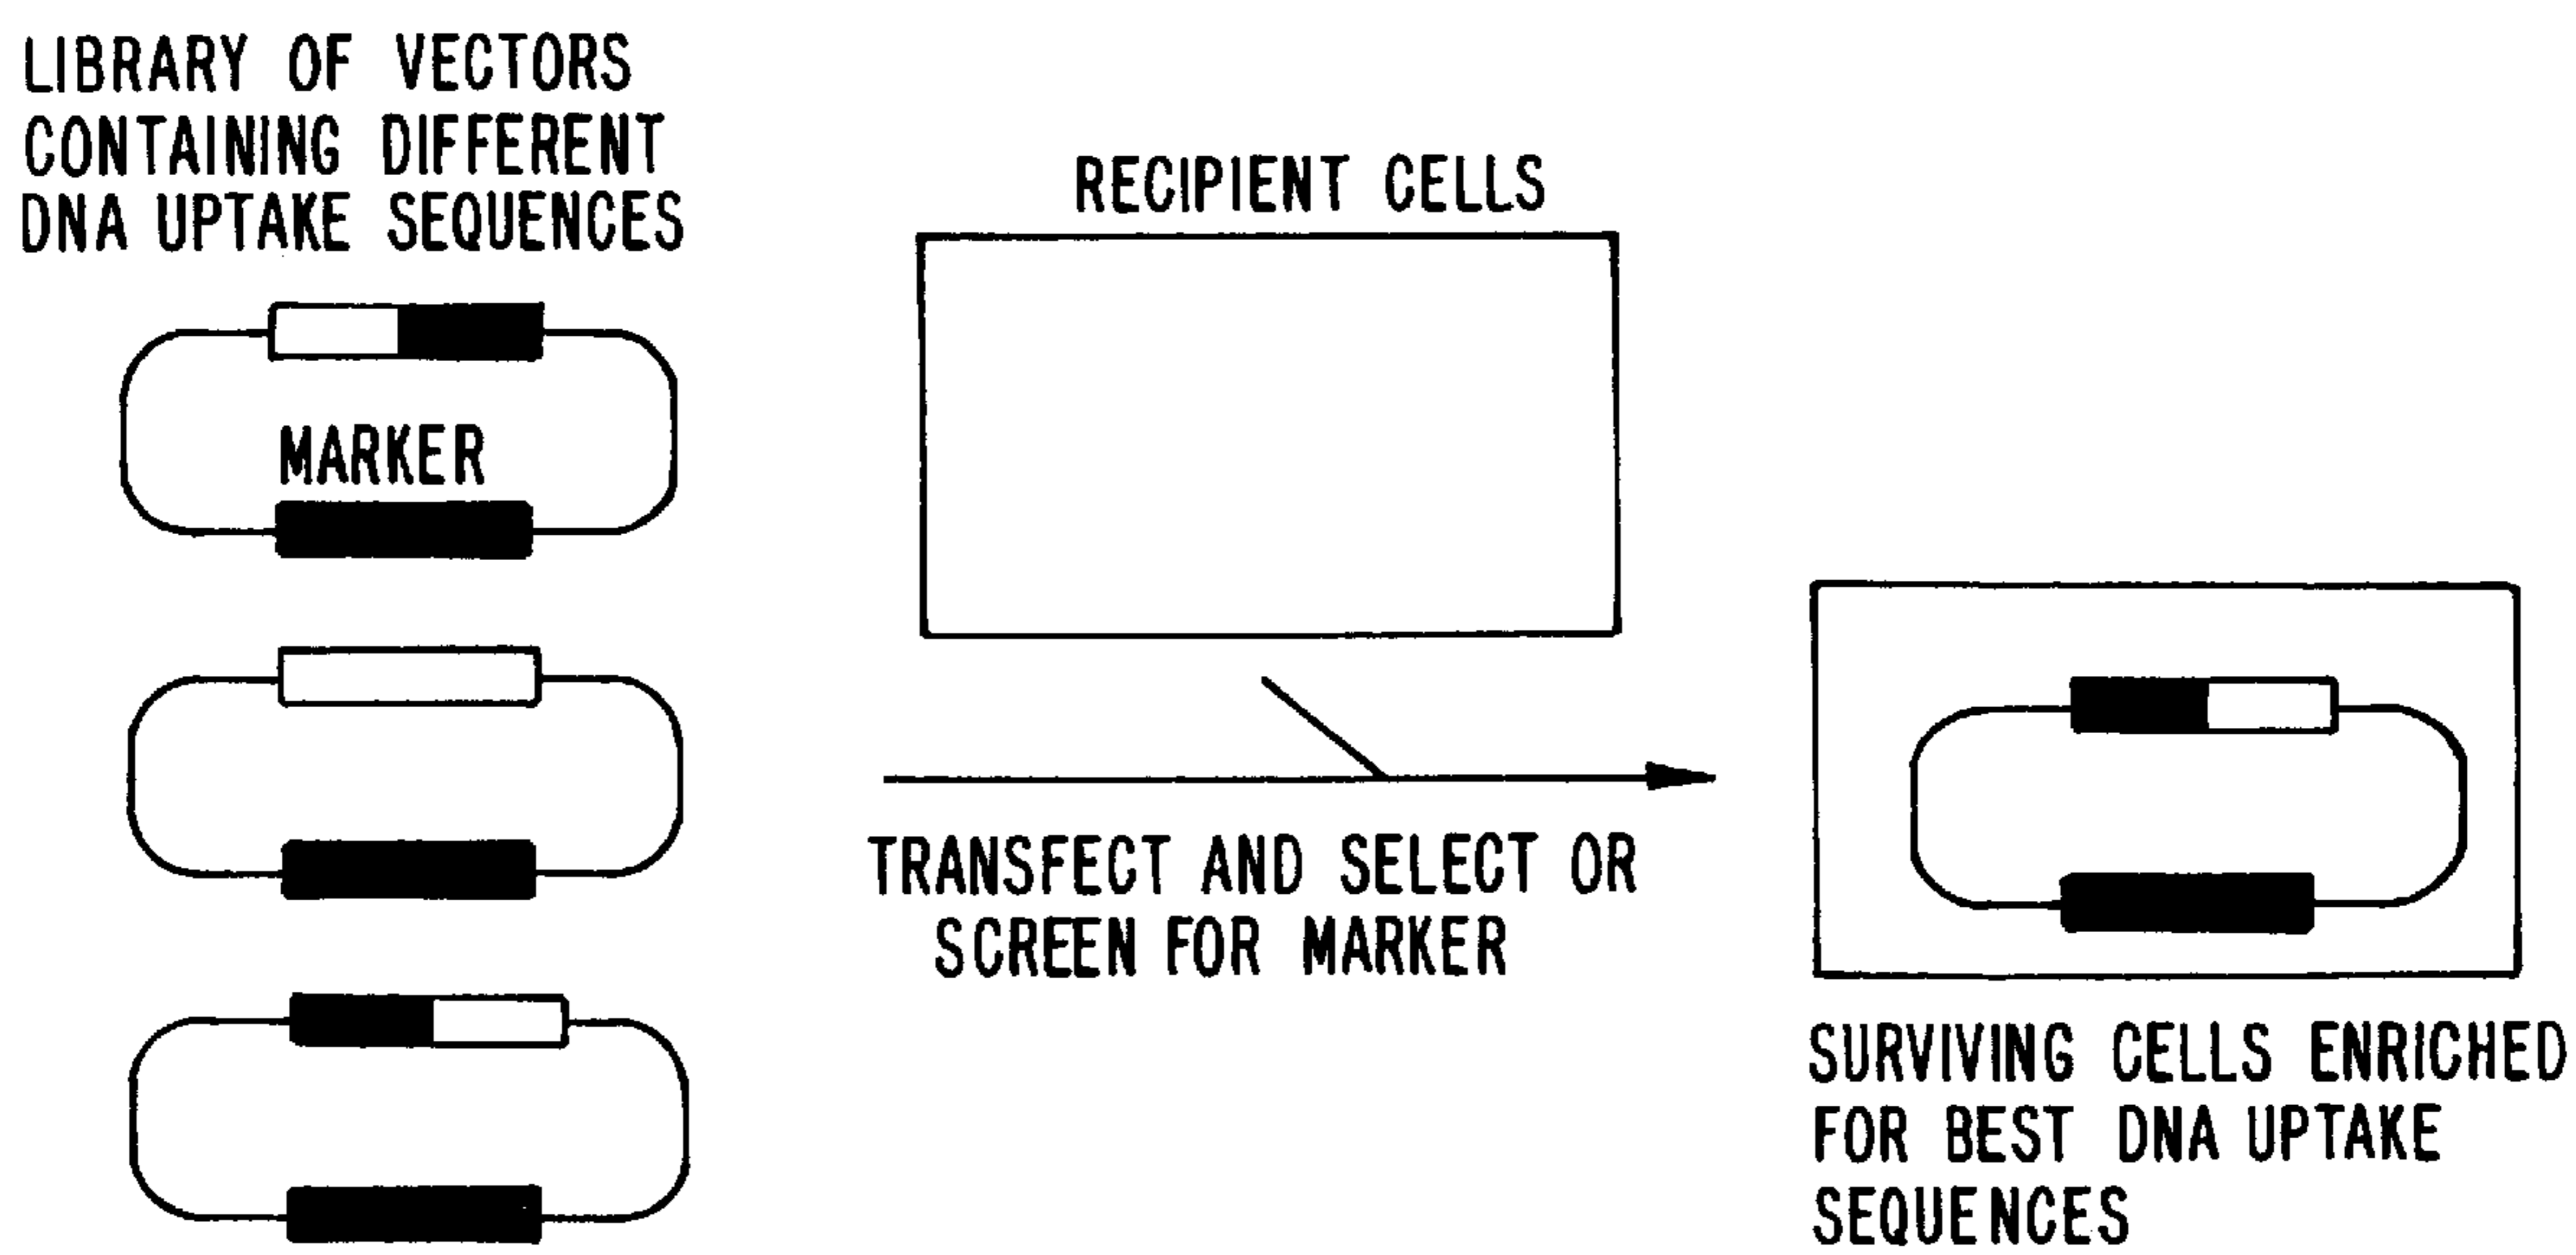 LIBRARY OF VECTORS
CONTAINING DIFFERENT
DNA UPTAKE SEQUENCES
MARKER
RECIPIENT CELLS
TRANSFECT AND SELECT OR
SCREEN FOR MARKER
SURVIVING CELLS ENRICHED
FOR BEST DNA UPTAKE
SEQUENCES